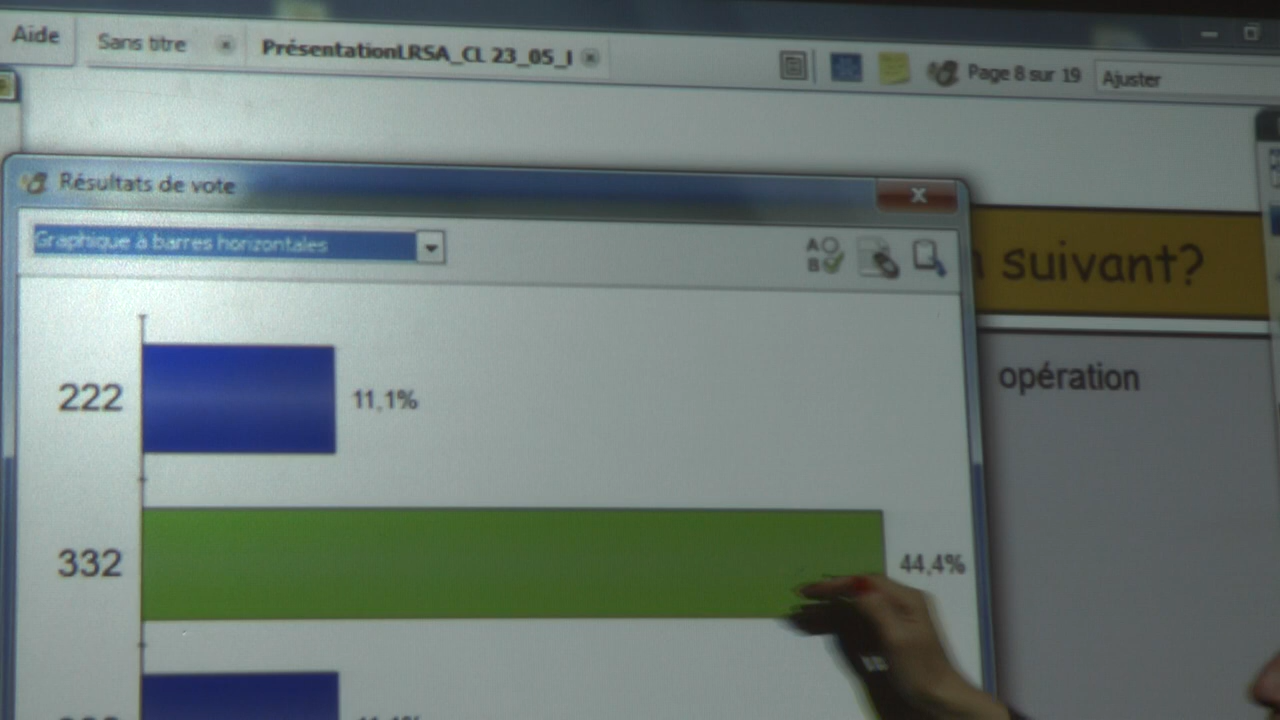 Aide
Sans titre
PrésentationLRSA_CL 23_05_I
Page 8 sur 19
Ajuster
Résultats de vote
Graphique à barres horizontales
A
B
suivant?
opération
222
11,1%
332
44,4%